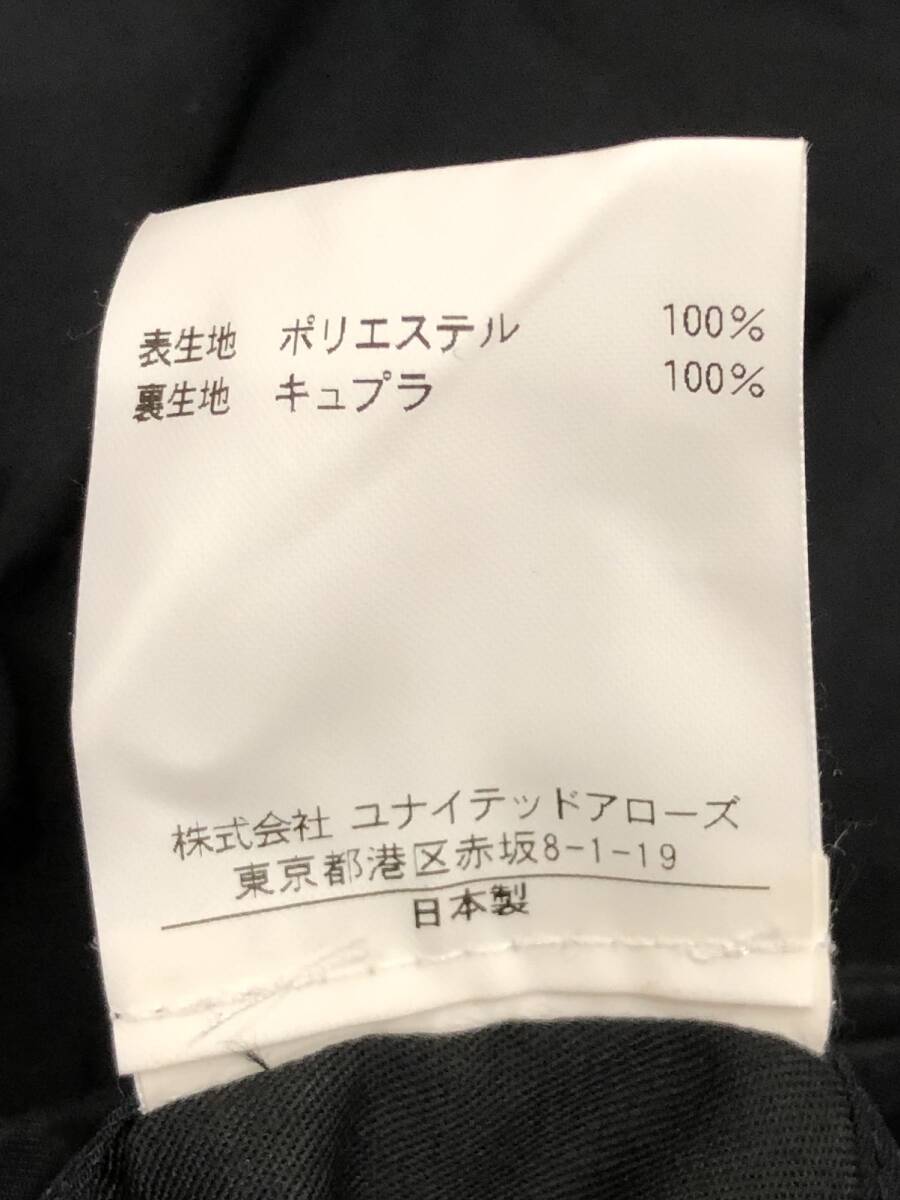 表生地 ポリエステル 100%
裏生地 キュプラ 100%
株式会社 ユナイテッドアローズ
東京都港区赤坂8-1-19
日本製